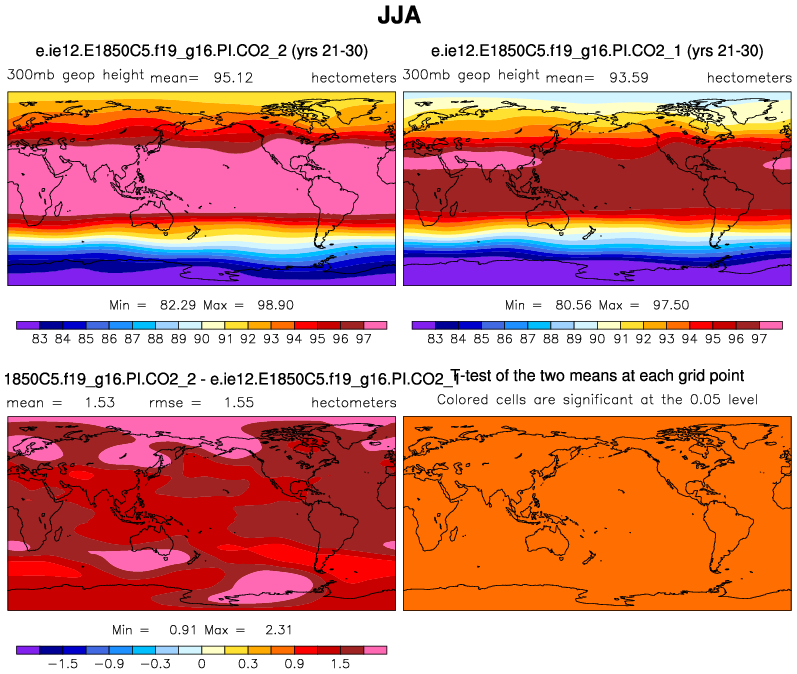 JJA
e.ie12.E1850C5.f19_g16.PI.CO2_2 (yrs 21-30)
300mb geop height mean= 95.12 hectometers
Min = 82.29 Max = 98.90
83 84 85 86 87 88 89 90 91 92 93 94 95 96 97
e.ie12.E1850C5.f19_g16.PI.CO2_1 (yrs 21-30)
300mb geop height mean= 93.59 hectometers
Min = 80.56 Max = 97.50
83 84 85 86 87 88 89 90 91 92 93 94 95 96 97
1850C5.f19_g16.PI.CO2_2 - e.ie12.E1850C5.f19_g16.PI.CO2_1
mean = 1.53 rmse = 1.55 hectometers
Min = 0.91 Max = 2.31
-1.5 -0.9 -0.3 0 0.3 0.9 1.5
T-test of the two means at each grid point
Colored cells are significant at the 0.05 level